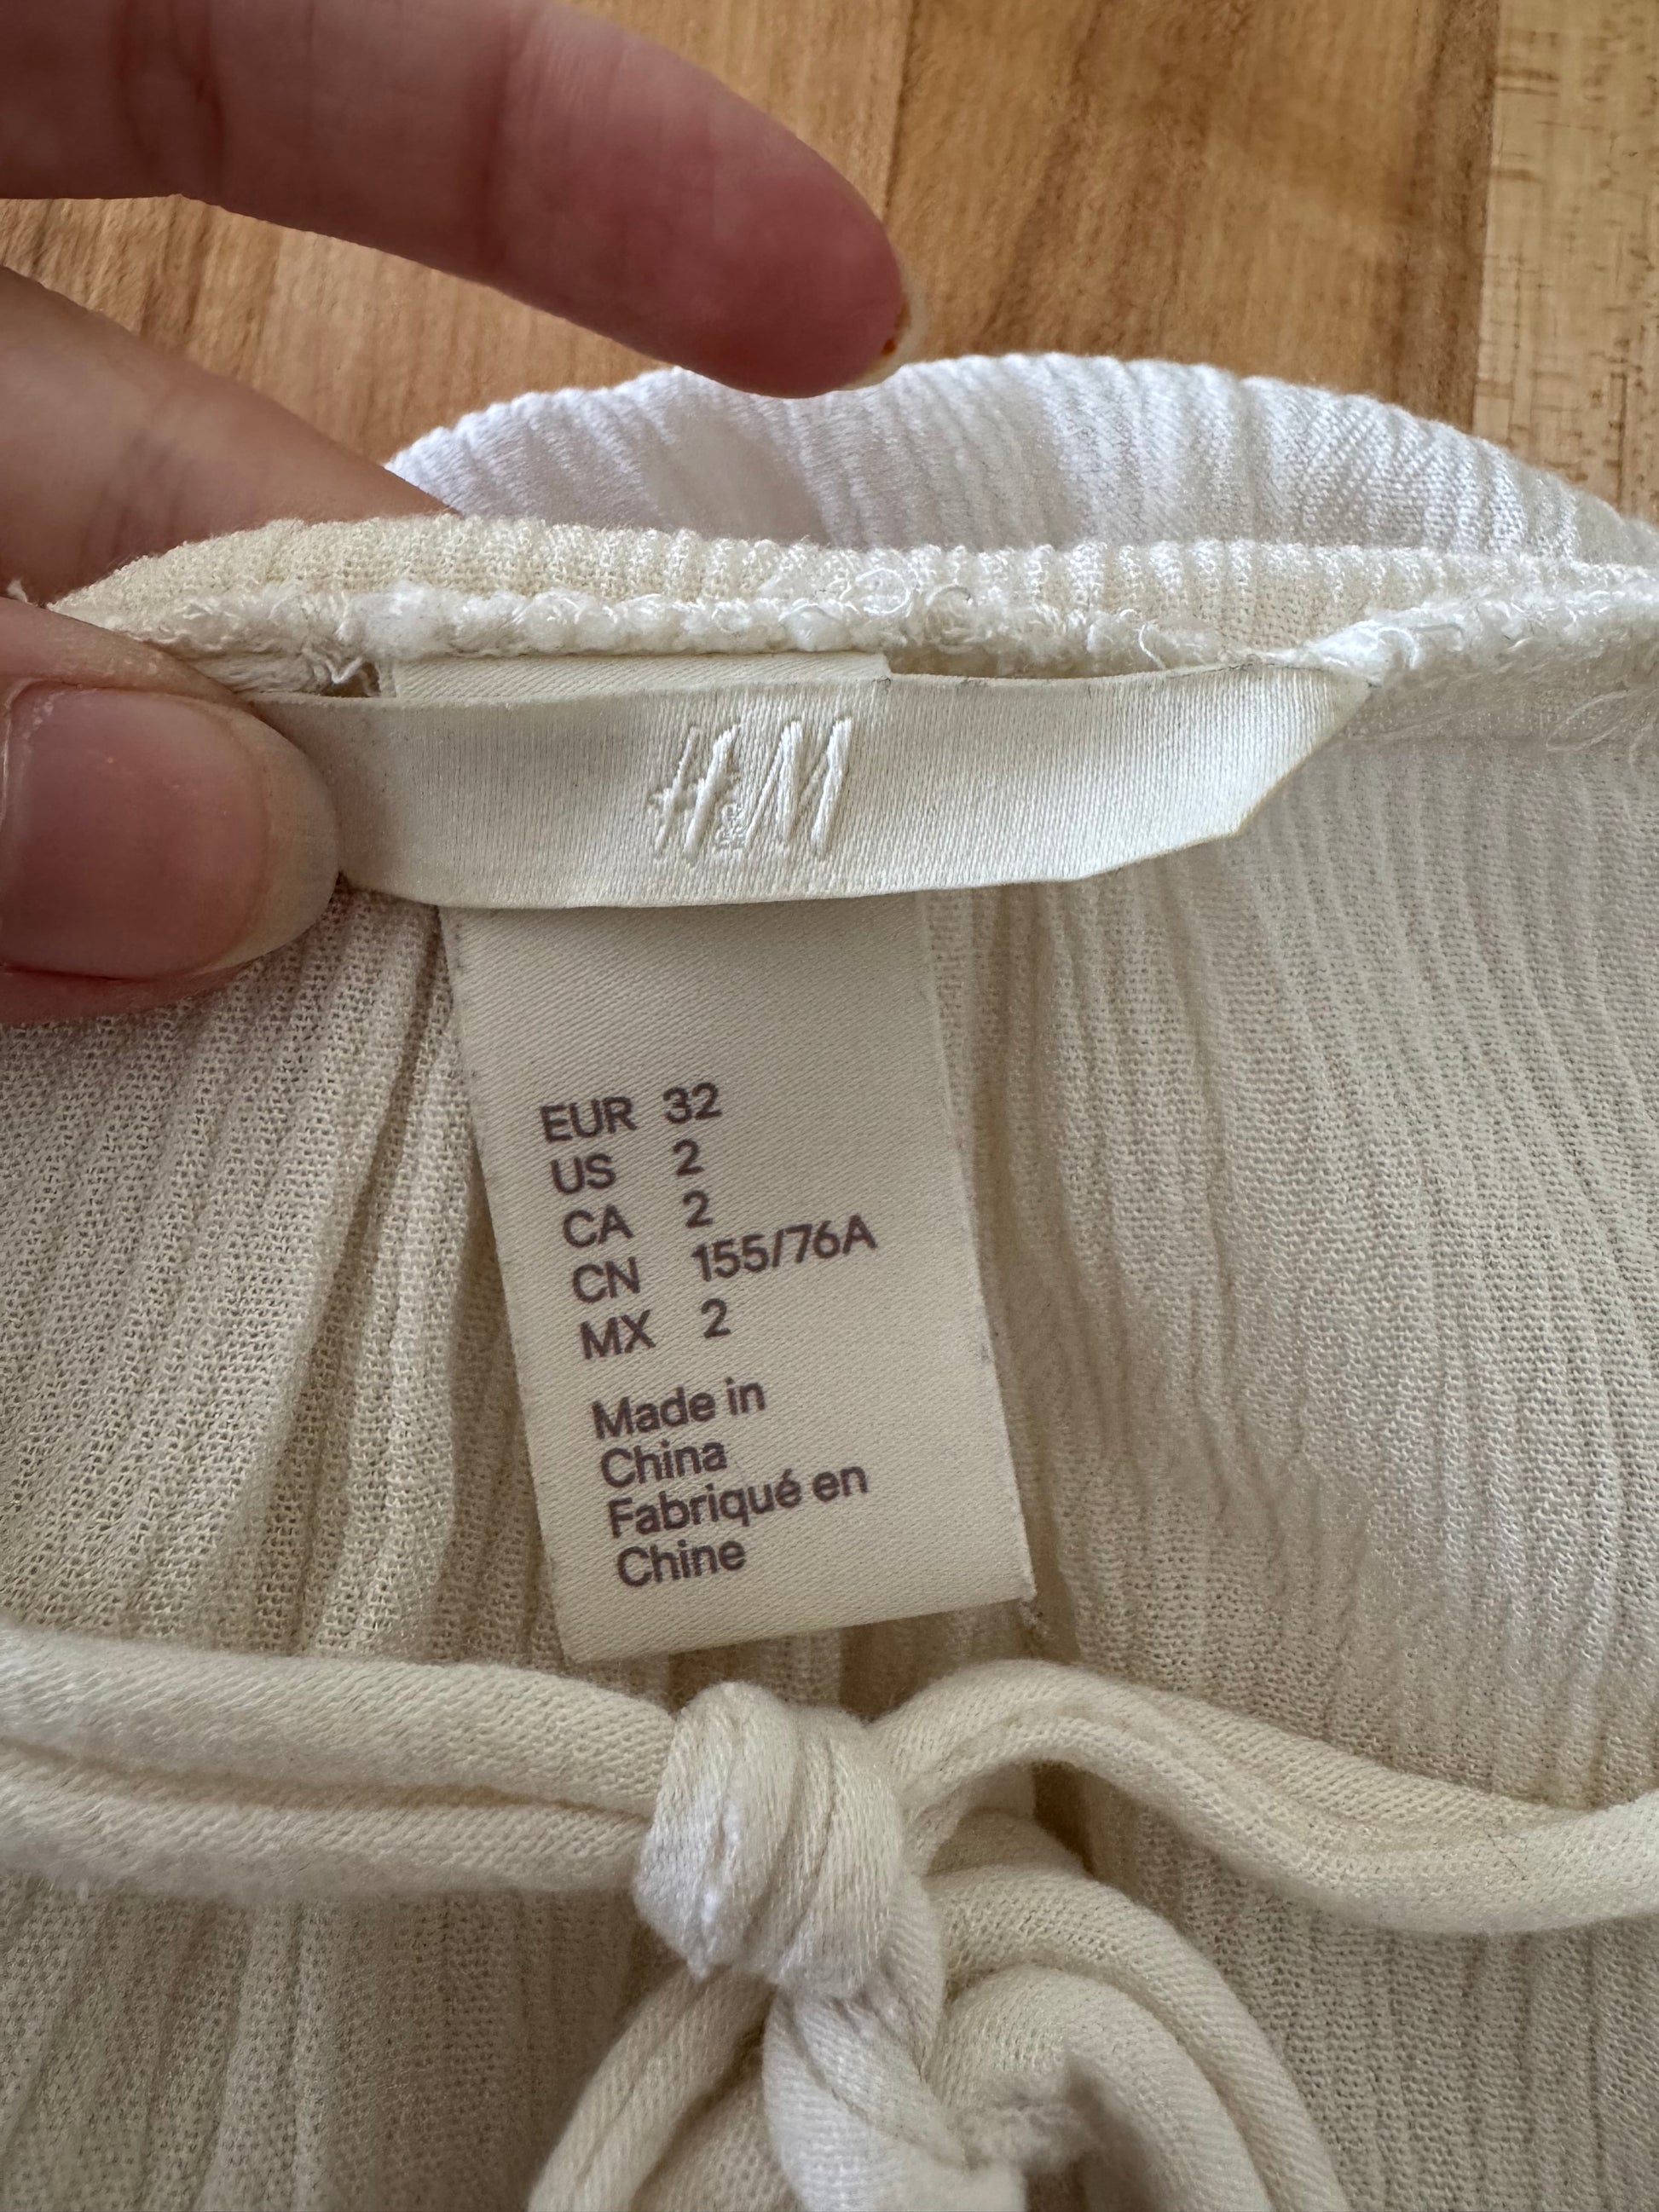 H&M
EUR 32
US 2
CA 2
CN 155/76A
MX 2
Made in
China
Fabriqué en
Chine